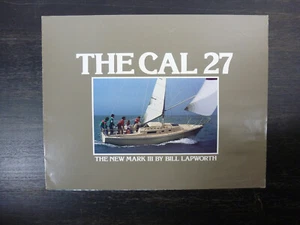 THE CAL 27
THE NEW MARK III BY BILL LAPWORTH